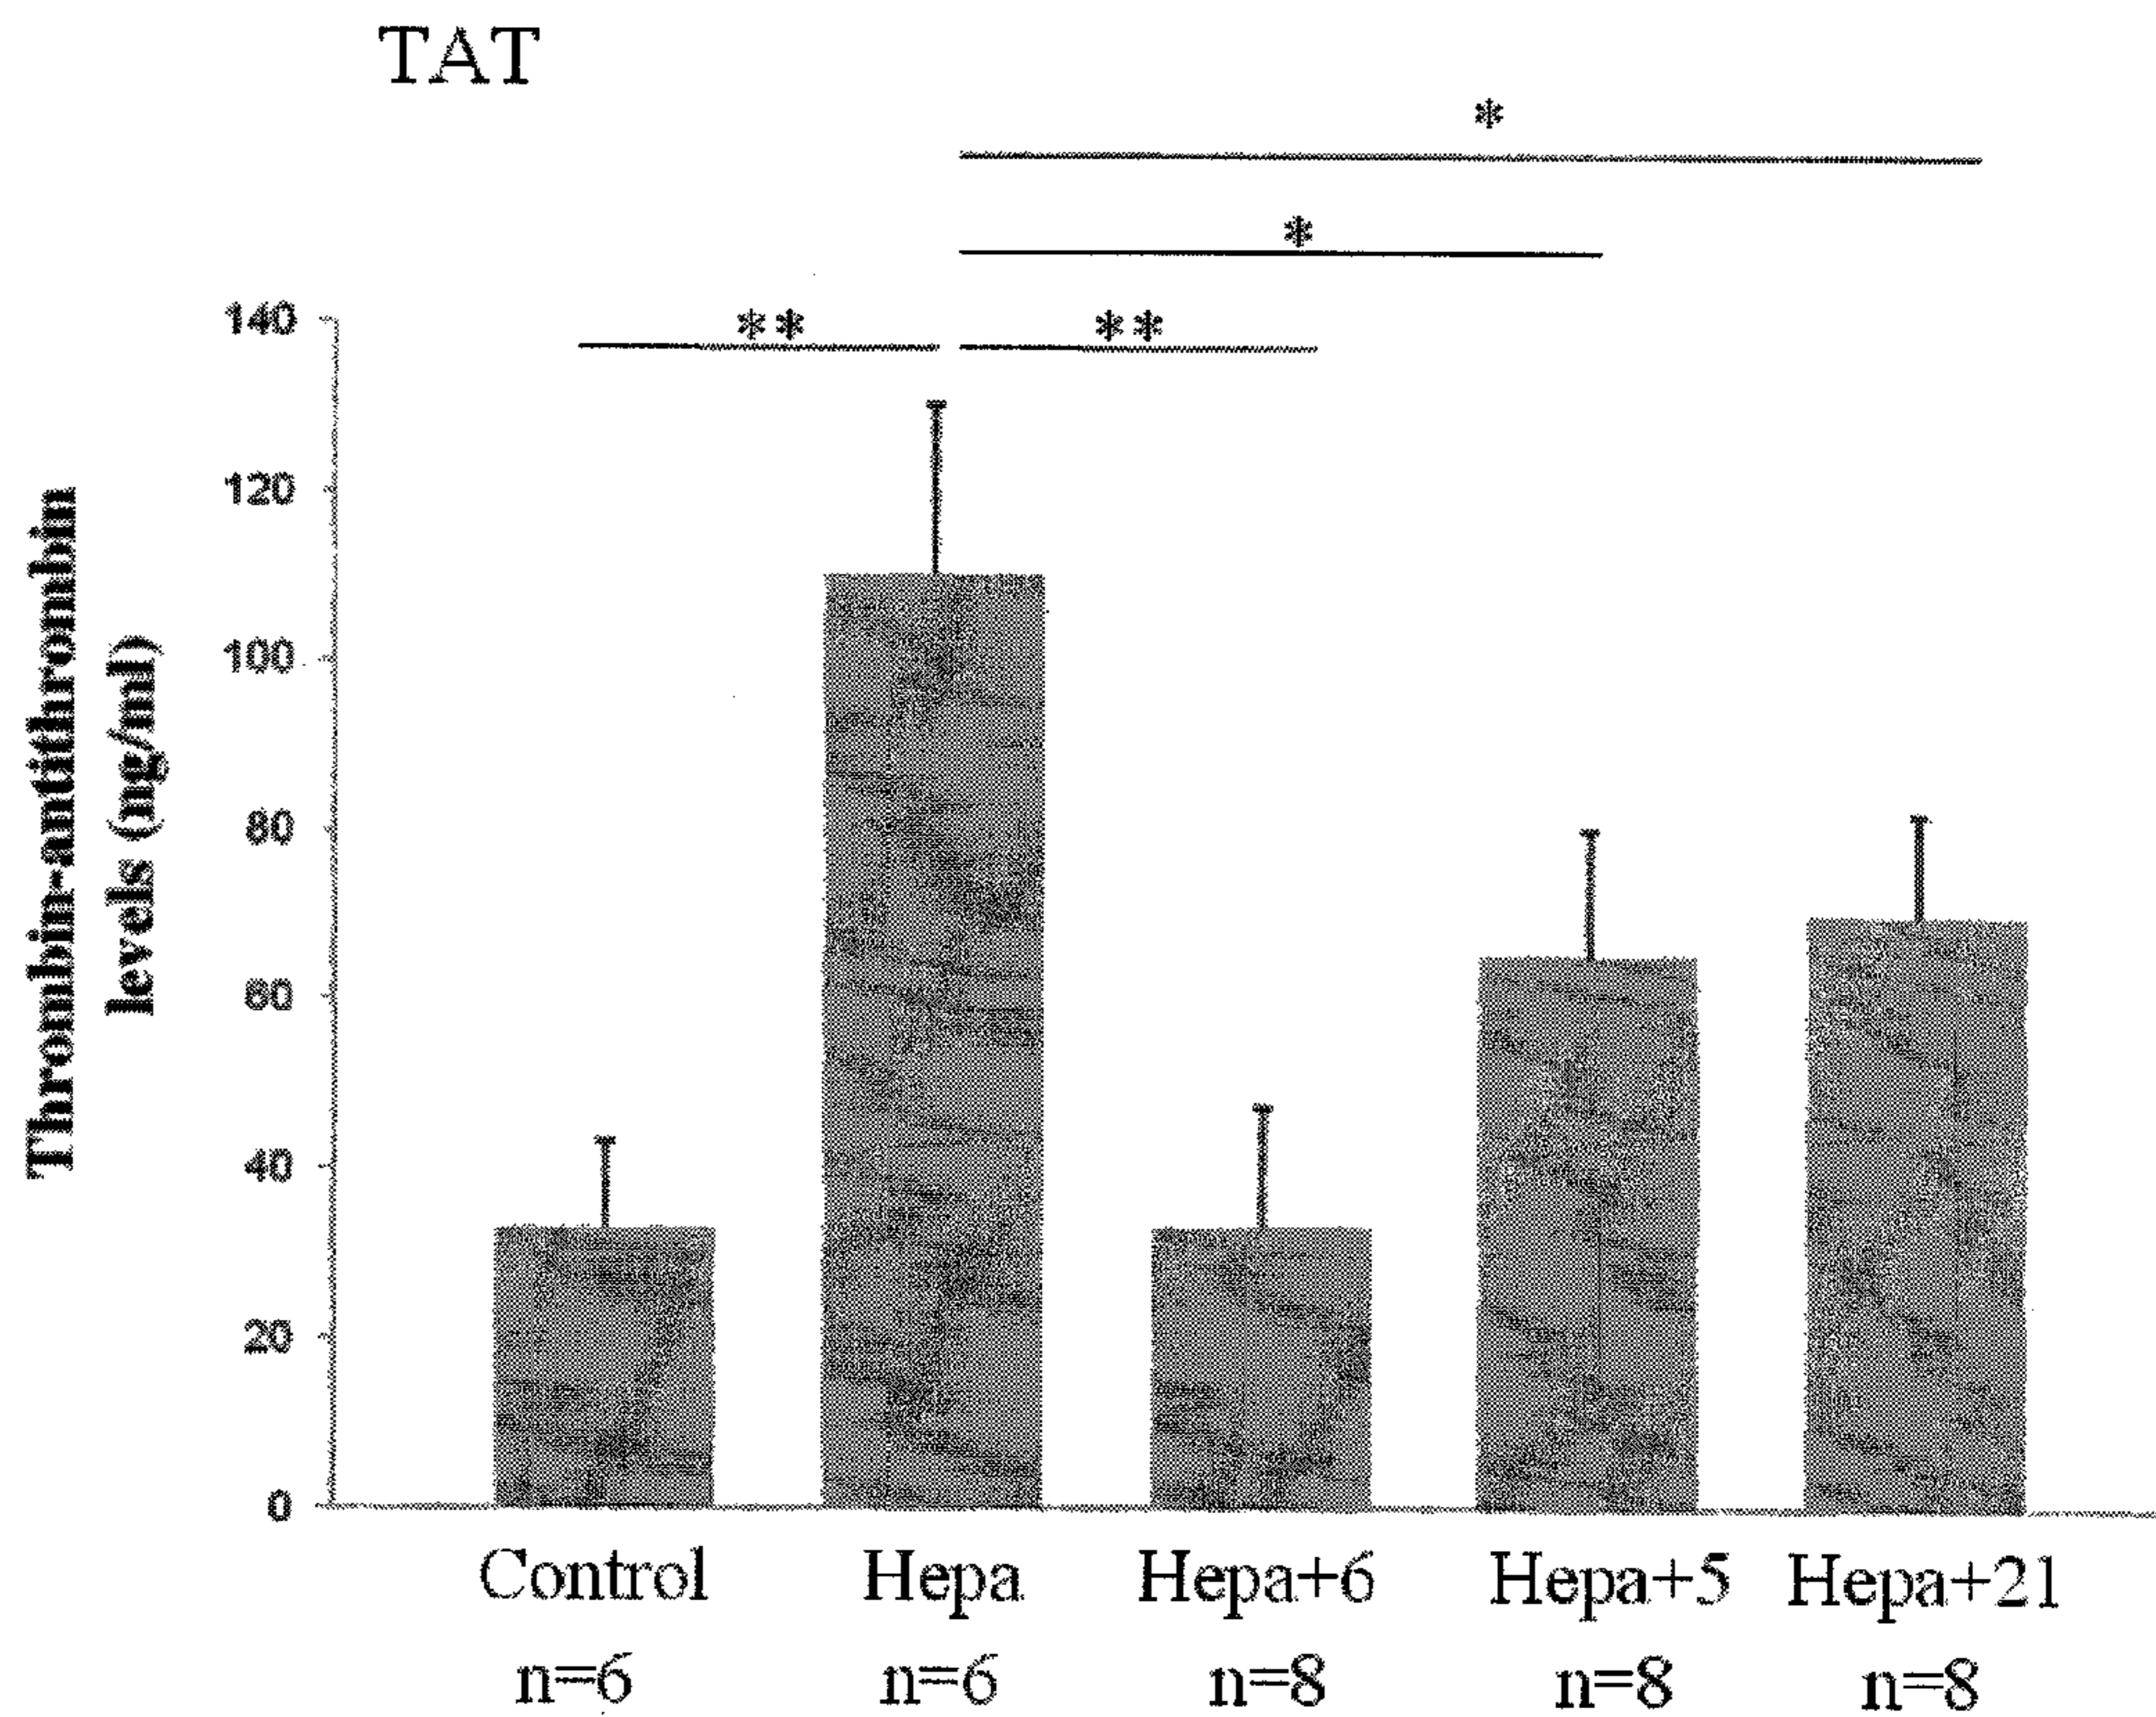 TAT
*
*
** **
140
120
100
80
60
40
20
0
Thrombin-antithrombin
levels (ng/ml)
Control Hepa Hepa+6 Hepa+5 Hepa+21
n=6 n=6 n=8 n=8 n=8